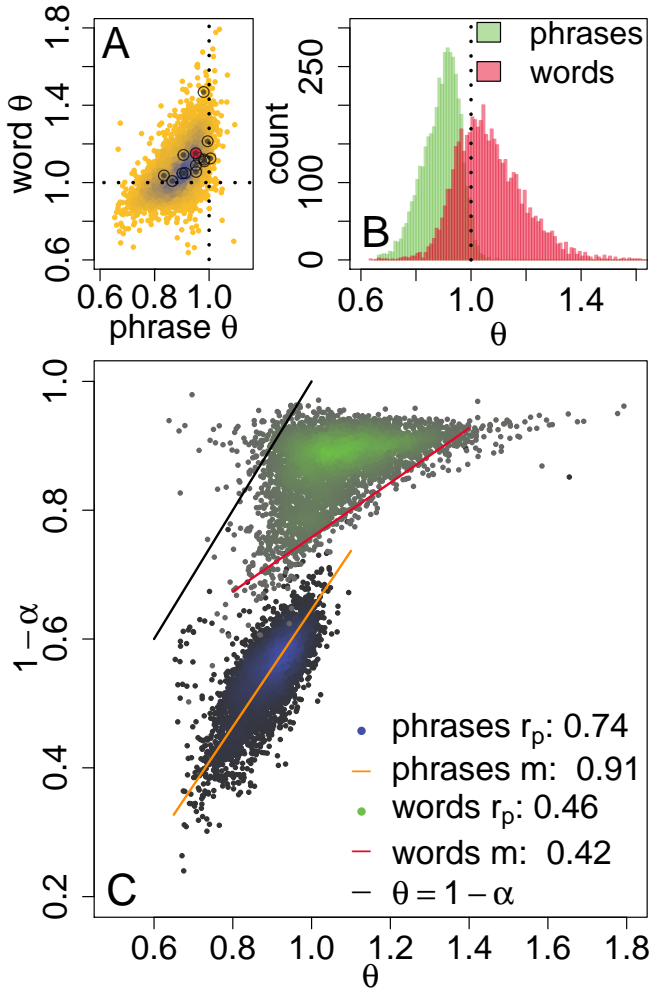 A
word θ
1.8
1.4
1.0
0.6
0.6 0.8 1.0
phrase θ
phrases
words
count
250
100
0
B
0.6 1.0 1.4
θ
C
1−α
1.0
0.8
0.6
0.4
0.2
phrases rp: 0.74
phrases m: 0.91
words rp: 0.46
words m: 0.42
θ = 1 − α
0.6 0.8 1.0 1.2 1.4 1.6 1.8
θ